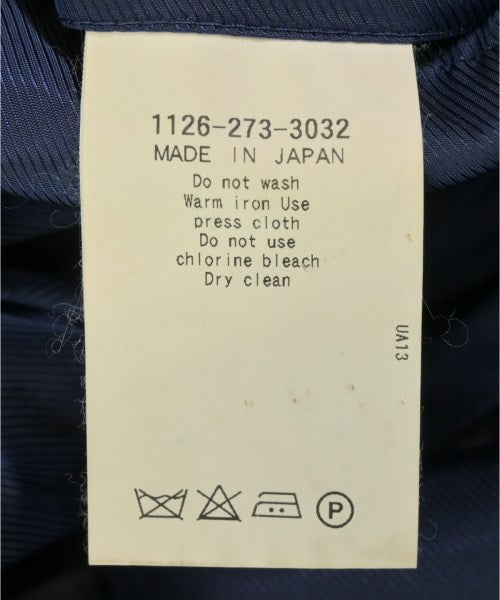 1126-273-3032
MADE IN JAPAN
Do not wash
Warm iron Use
press cloth
Do not use
chlorine bleach
Dry clean
UA13
P